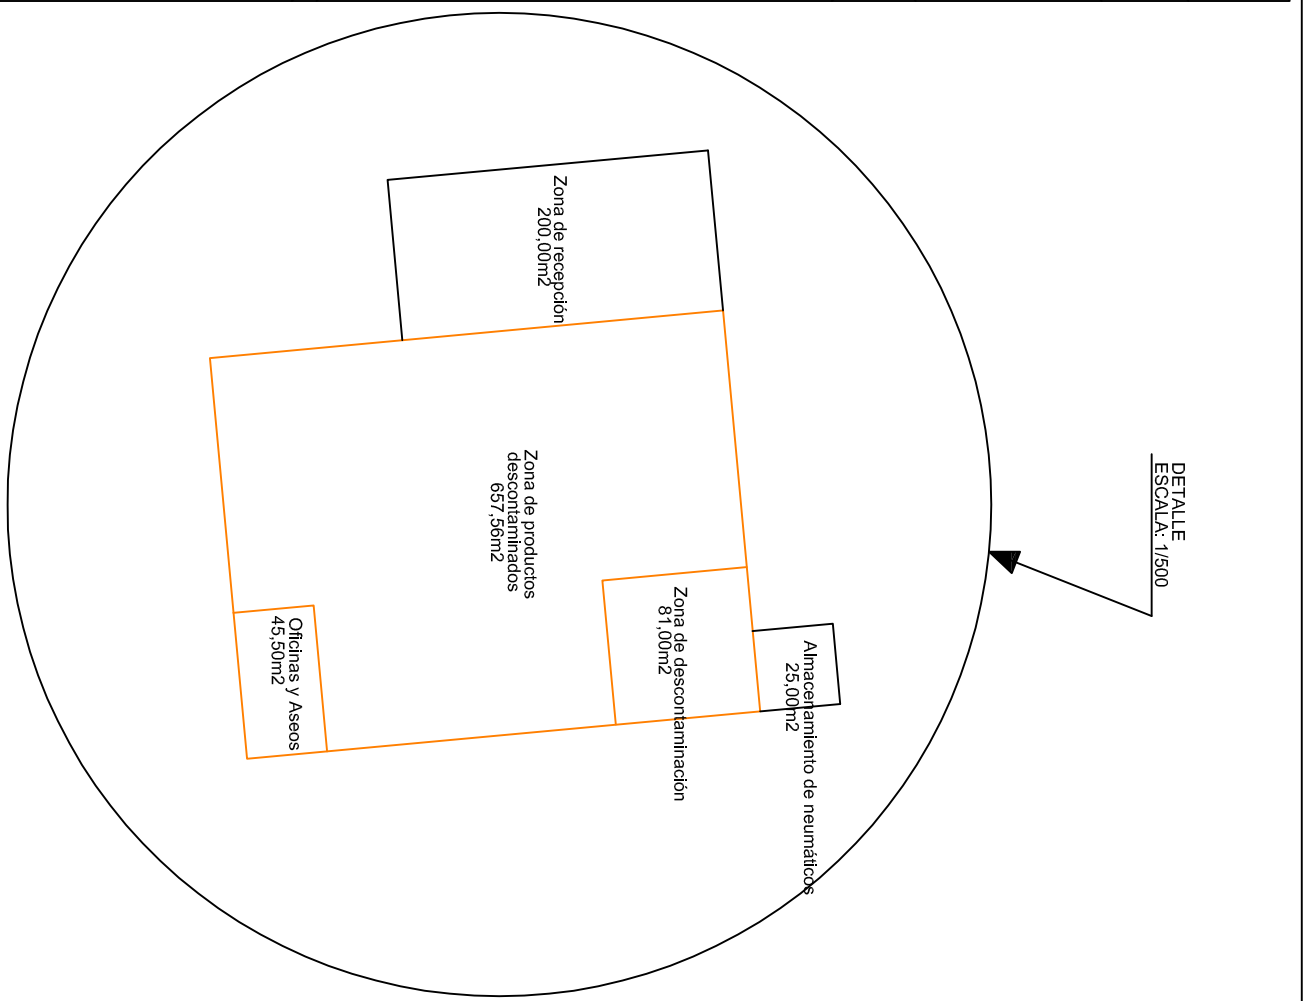 DETALLE
ESCALA: 1/500
Zona de recepción
200,00m2
Zona de productos
descontaminados
657,56m2
Almacenamiento de neumáticos
25,00m2
Zona de descontaminación
81,00m2
Oficinas y Aseos
45,50m2